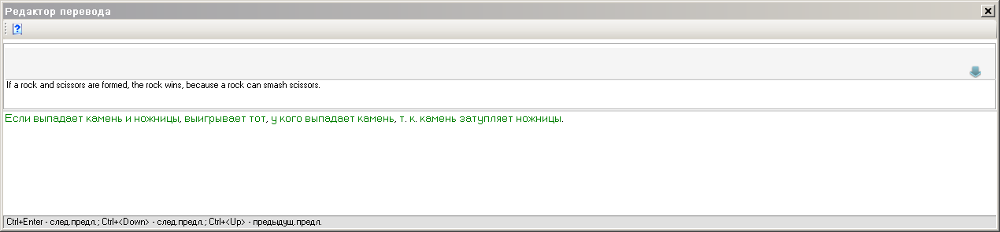 Редактор перевода
If a rock and scissors are formed, the rock wins, because a rock can smash scissors.
Если выпадает камень и ножницы, выигрывает тот, у кого выпадает камень, т. к. камень затупляет ножницы.
Ctrl+Enter - след.предл.; Ctrl+<Down> - след.предл.; Ctrl+<Up> - предыдущ.предл.